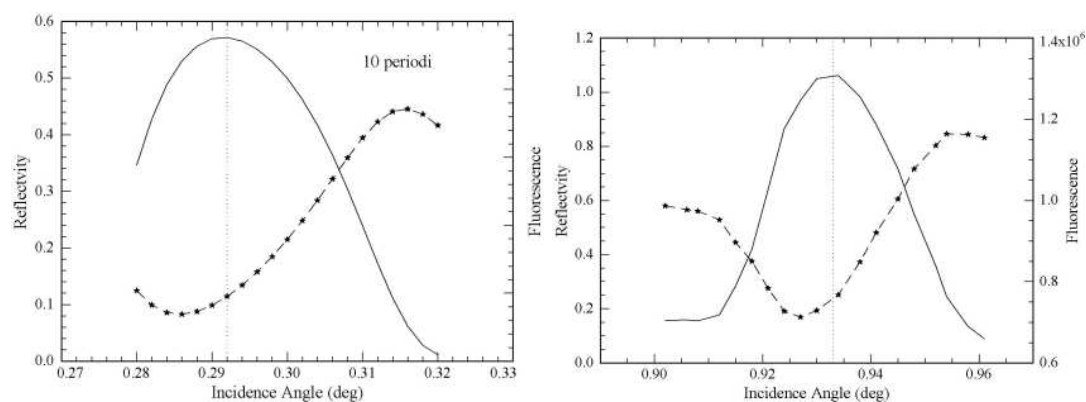 0.6
0.5
0.4
0.3
0.2
0.1
0.0
Reflectvity
10 periodi
0.27 0.28 0.29 0.30 0.31 0.32 0.33
Incidence Angle (deg)
Fluorescence
1.2
1.0
0.8
0.6
0.4
0.2
0.0
Reflectvity
0.90 0.92 0.94 0.96
Incidence Angle (deg)
1.4x10⁶
1.2
1.0
0.8
0.6
Fluorescence